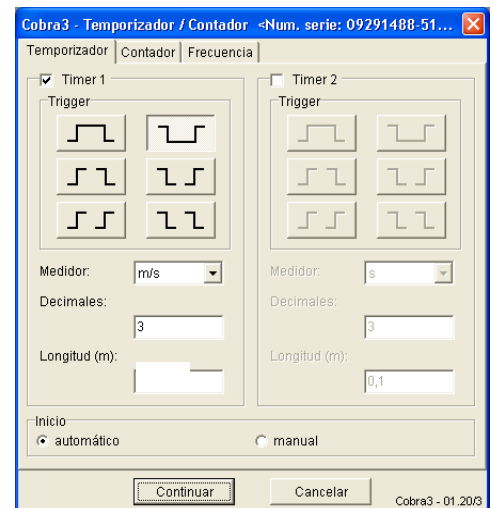 Cobra3 - Temporizador / Contador <Num. serie: 09291488-51...
Temporizador Contador Frecuencia
Timer 1
Trigger
Medidor: m/s
Decimales:
3
Longitud (m):
Timer 2
Trigger
Medidor: s
Decimales:
3
Longitud (m):
0,1
Inicio
automático manual
Continuar Cancelar Cobra3 - 01.20/3